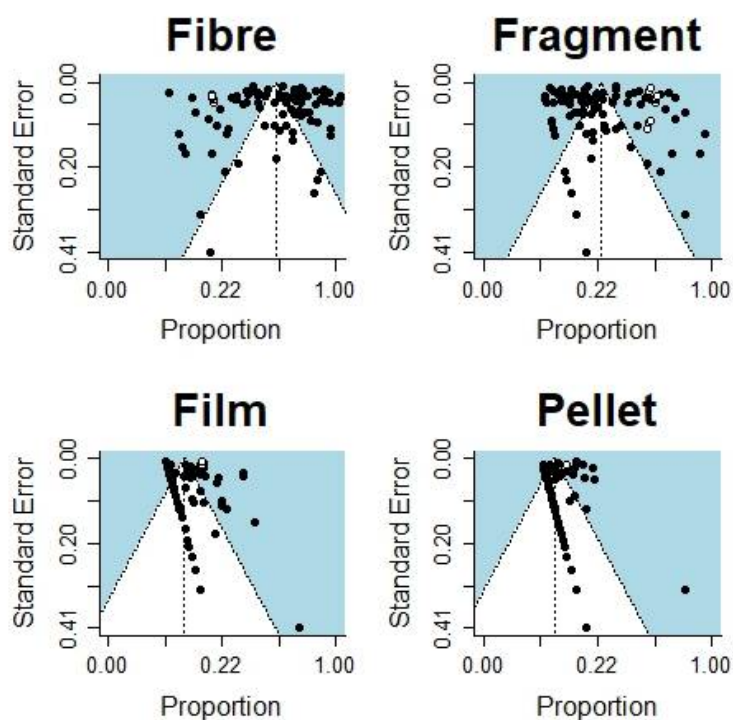 Fibre
Standard Error
0.00
0.20
0.41
0.00 0.22 1.00
Proportion
Fragment
Standard Error
0.00
0.20
0.41
0.00 0.22 1.00
Proportion
Film
Standard Error
0.00
0.20
0.41
0.00 0.22 1.00
Proportion
Pellet
Standard Error
0.00
0.20
0.41
0.00 0.22 1.00
Proportion